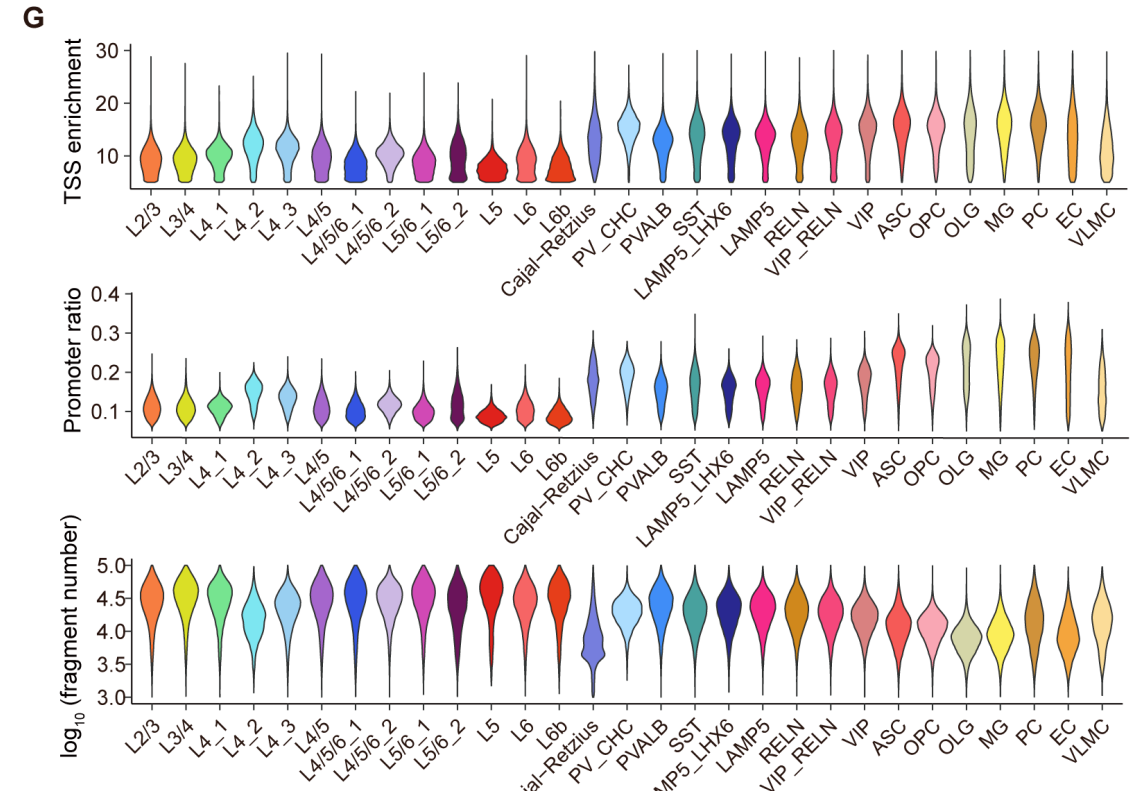 G
TSS enrichment
30
20
10
L2/3 L3/4 L4_1 L4_2 L4_3 L4/5 L4/5/6_1 L4/5/6_2 L5/6_1 L5/6_2 L5 L6 L6b Cajal−Retzius PV_CHC PVALB SST LAMP5_LHX6 LAMP5 RELN VIP_RELN VIP ASC OPC OLG MG PC EC VLMC
Promoter ratio
0.4
0.3
0.2
0.1
L2/3 L3/4 L4_1 L4_2 L4_3 L4/5 L4/5/6_1 L4/5/6_2 L5/6_1 L5/6_2 L5 L6 L6b Cajal−Retzius PV_CHC PVALB SST LAMP5_LHX6 LAMP5 RELN VIP_RELN VIP ASC OPC OLG MG PC EC VLMC
log₁₀ (fragment number)
5.0
4.5
4.0
3.5
3.0
L2/3 L3/4 L4_1 L4_2 L4_3 L4/5 L4/5/6_1 L4/5/6_2 L5/6_1 L5/6_2 L5 L6 L6b jal−Retzius PV_CHC PVALB SST MP5_LHX6 LAMP5 RELN VIP_RELN VIP ASC OPC OLG MG PC EC VLMC